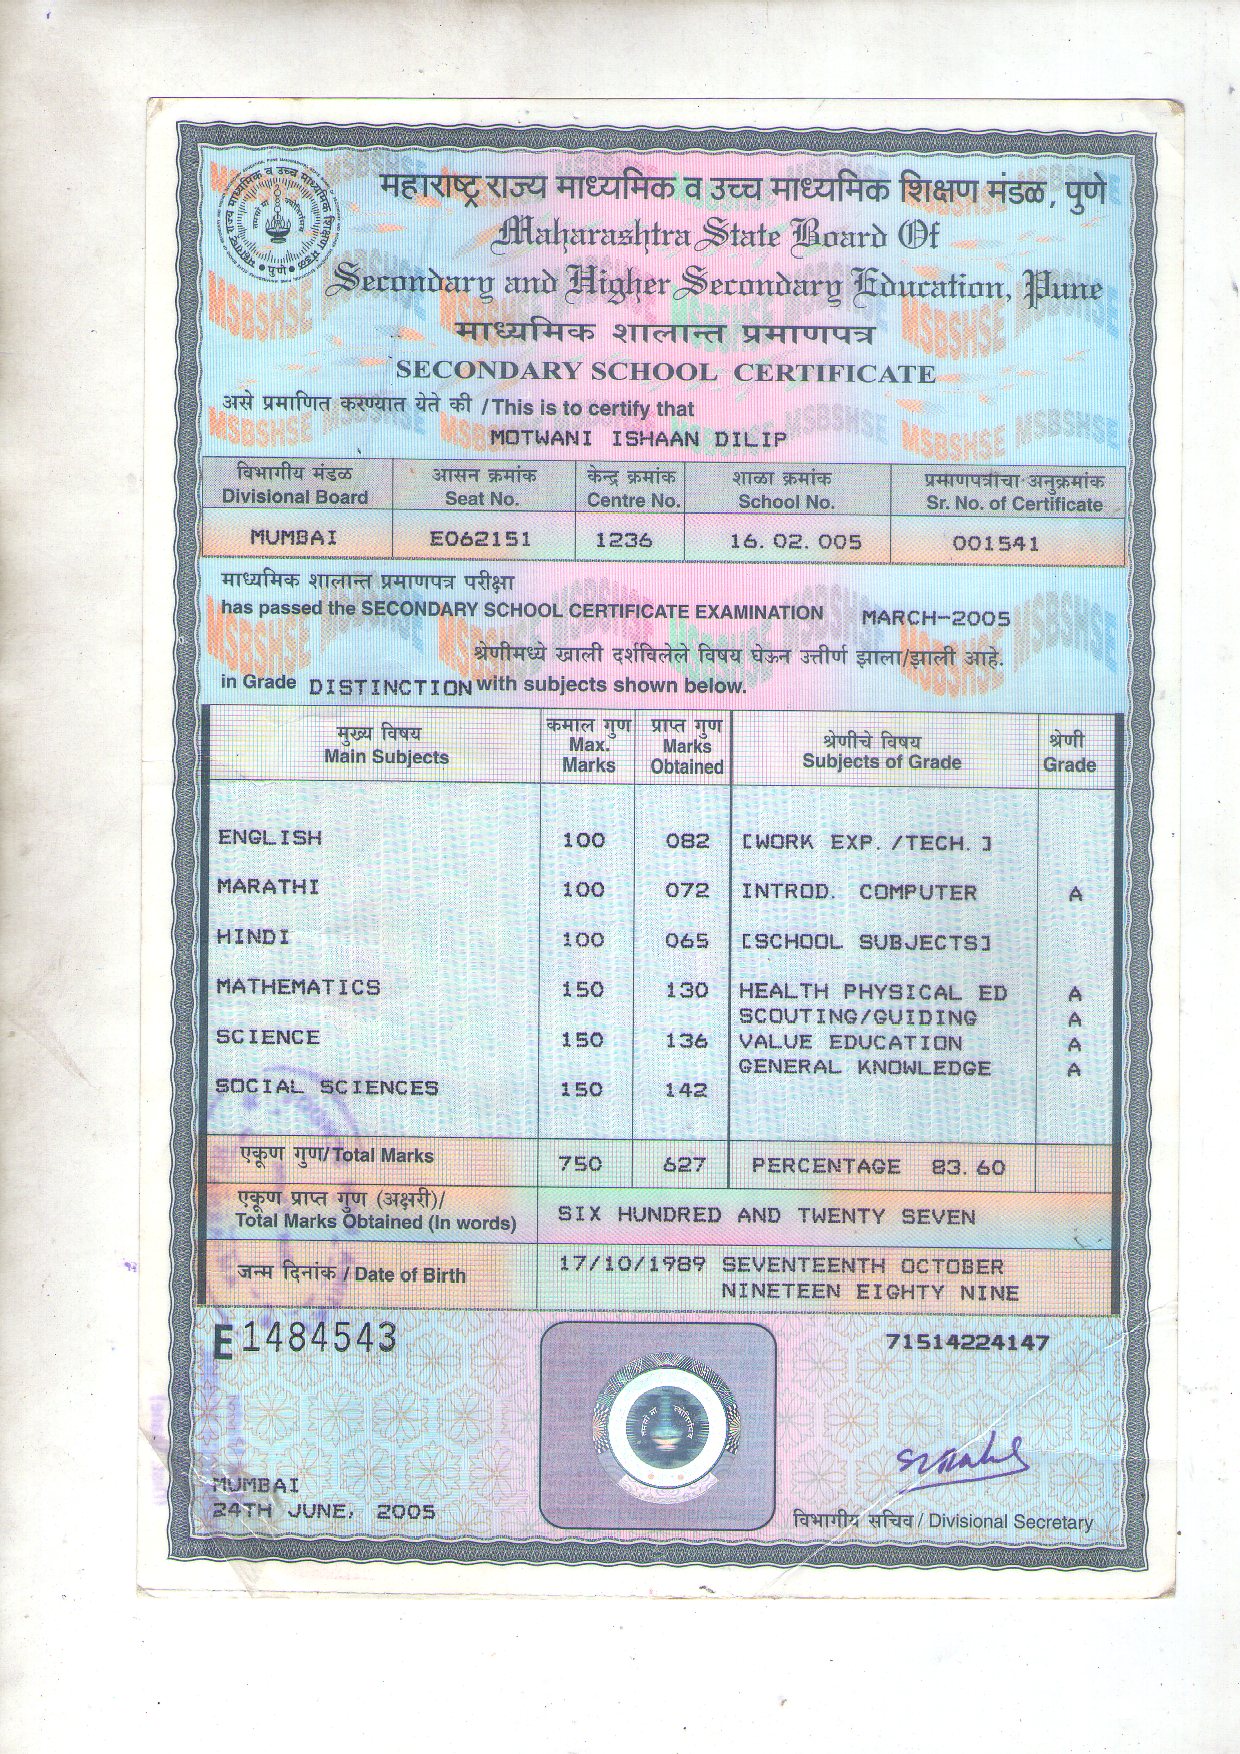 महाराष्ट्र राज्य माध्यमिक व उच्च माध्यमिक शिक्षण मंडळ, पुणे
Maharashtra State Board Of
Secondary and Higher Secondary Education, Pune
माध्यमिक शालान्त प्रमाणपत्र
SECONDARY SCHOOL CERTIFICATE
असे प्रमाणित करण्यात येते की /This is to certify that
MOTWANI ISHAAN DILIP
विभागीय मंडळ आसन क्रमांक केन्द्र क्रमांक शाळा क्रमांक प्रमाणपत्रीचा अनुक्रमांक
Divisional Board Seat No. Centre No. School No. Sr. No. of Certificate
MUMBAI E062151 1236 16. 02. 005 001541
माध्यमिक शालान्त प्रमाणपत्र परीक्षा
has passed the SECONDARY SCHOOL CERTIFICATE EXAMINATION MARCH-2005
श्रेणीमध्ये खाली दर्शविलेले विषय घेऊन उत्तीर्ण झाला/झाली आहे.
in Grade DISTINCTION with subjects shown below.
मुख्य विषय कमाल गुण प्राप्त गुण श्रेणीचे विषय श्रेणी
Main Subjects Max. Marks Marks Obtained Subjects of Grade Grade
ENGLISH 100 082 [WORK EXP. /TECH. ]
MARATHI 100 072 INTROD. COMPUTER A
HINDI 100 065 [SCHOOL SUBJECTS]
MATHEMATICS 150 130 HEALTH PHYSICAL ED A
SCOUTING/GUIDING A
SCIENCE 150 136 VALUE EDUCATION A
GENERAL KNOWLEDGE A
SOCIAL SCIENCES 150 142
एकूण गुण/Total Marks 750 627 PERCENTAGE 83. 60
एकूण प्राप्त गुण (अक्षरी)/
Total Marks Obtained (In words) SIX HUNDRED AND TWENTY SEVEN
जन्म दिनांक / Date of Birth 17/10/1989 SEVENTEENTH OCTOBER
NINETEEN EIGHTY NINE
E1484543 71514224147
MUMBAI
24TH JUNE, 2005
विभागीय सचिव / Divisional Secretary